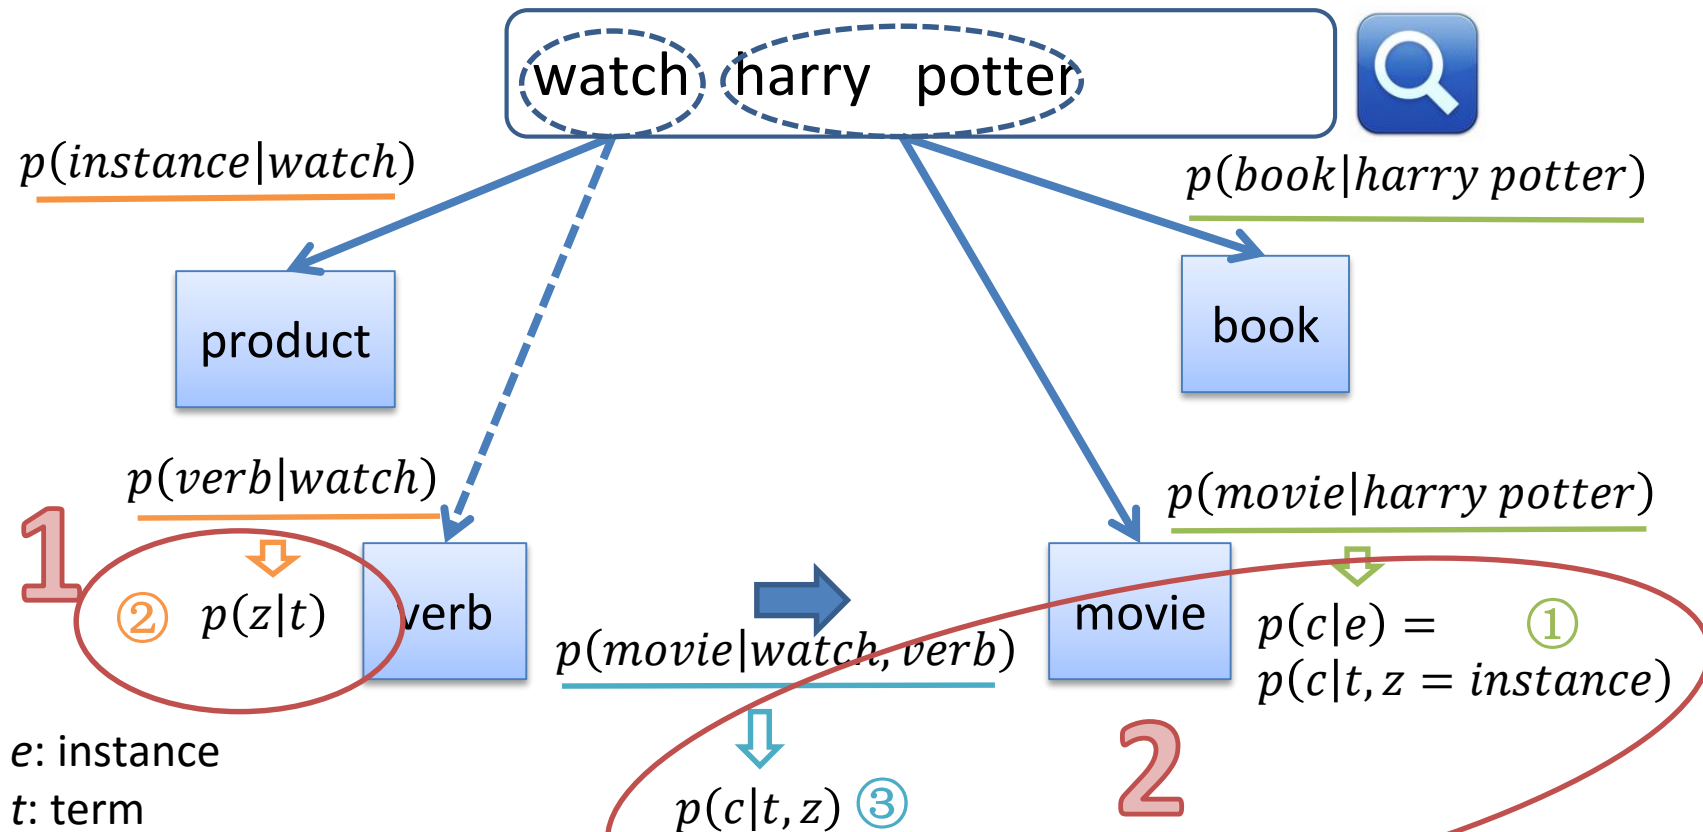 watch harry potter
p(instance|watch)
p(book|harry potter)
product
book
p(verb|watch)
p(movie|harry potter)
1
② p(z|t)
verb
movie
p(c|e) = ①
p(c|t, z = instance)
p(movie|watch, verb)
2
e: instance
t: term
p(c|t, z) ③